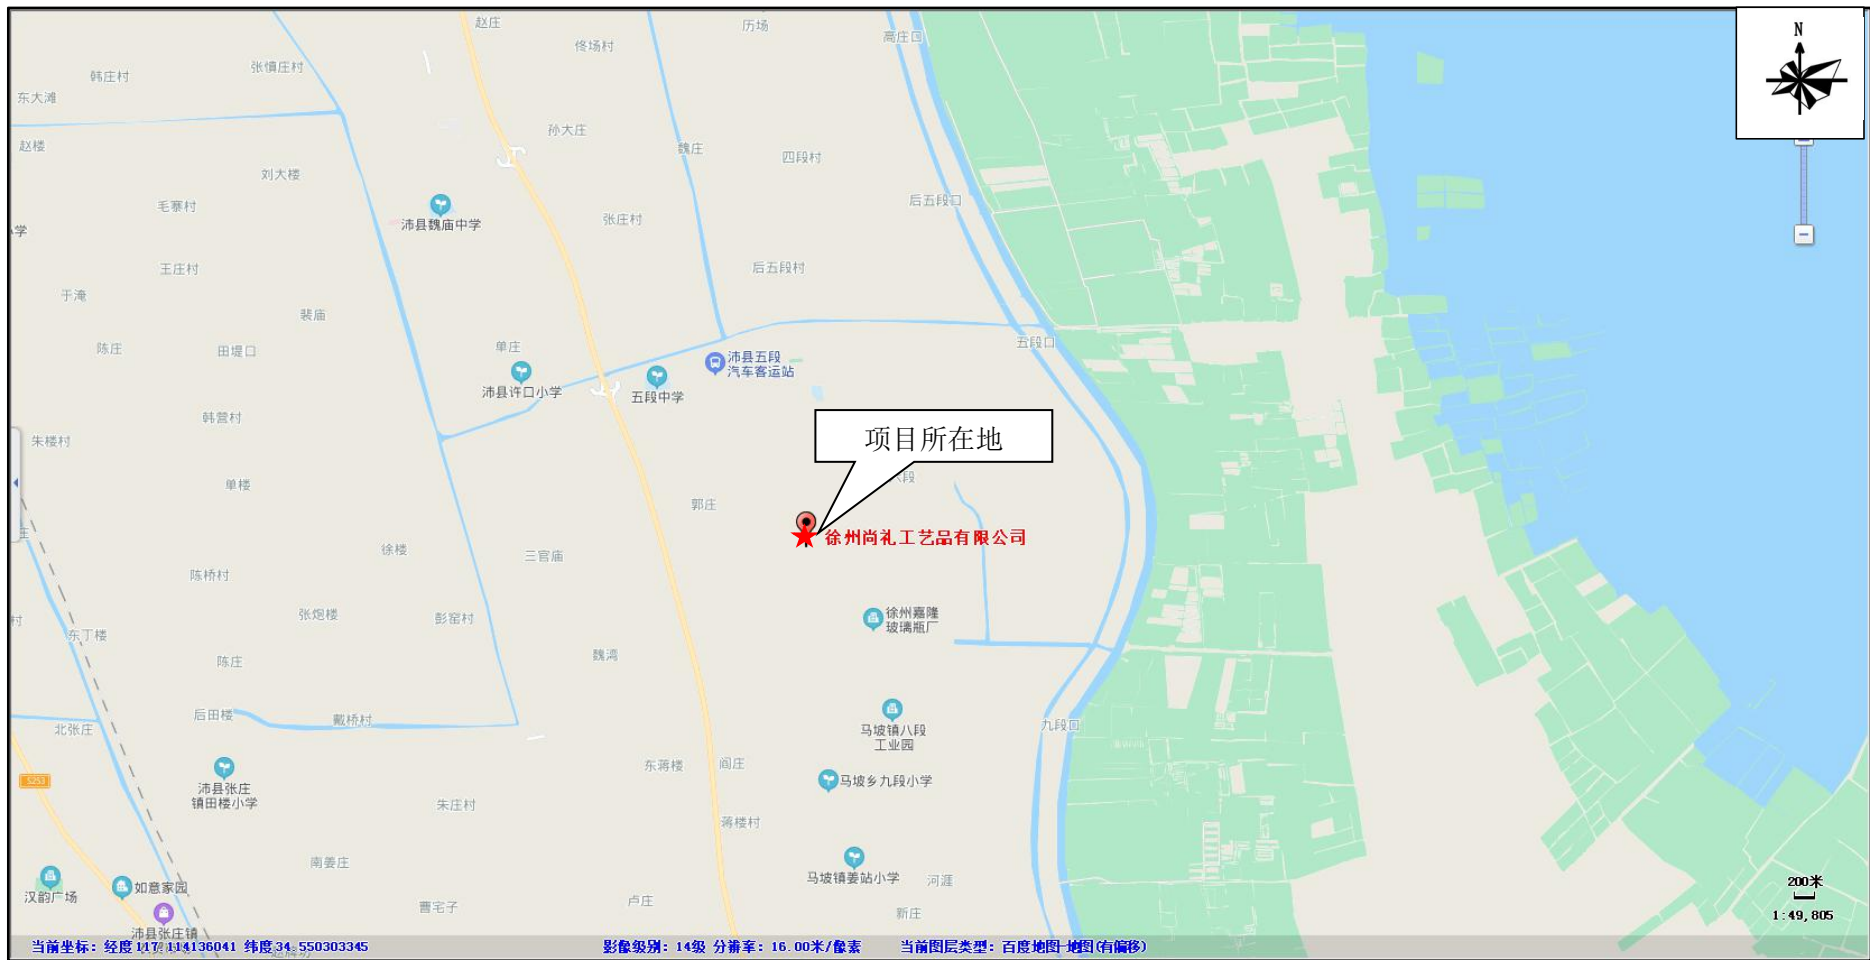 赵庄
历场
佟场村
高庄口
N
张慎庄村
韩庄村
东大滩
孙大庄
赵楼
魏庄
四段村
刘大楼
毛寨村
后五段口
沛县魏庙中学
张庄村
学
王庄村
后五段村
于淹
裴庙
陈庄
田堤口
单庄
五段口
沛县五段
汽车客运站
沛县许口小学
五段中学
韩营村
朱楼村
项目所在地
段
单楼
郭庄
庄
徐州尚礼工艺品有限公司
徐楼
三官庙
陈桥村
张炮楼
彭窑村
徐州嘉隆
玻璃瓶厂
村
东丁楼
魏湾
陈庄
后田楼
戴桥村
北张庄
马坡镇八段
工业园
九段口
东蒋楼
阎庄
S253
沛县张庄
镇田楼小学
马坡乡九段小学
朱庄村
蒋楼村
南姜庄
马坡镇姜站小学
河涯
200米
汉韵广场
如意家园
曹宅子
卢庄
新庄
1:49,805
沛县张庄镇
当前坐标：经度117.114136041 纬度34.550303345
影像级别：14级 分辨率：16.00米/像素
当前图层类型：百度地图-地图(有偏移)